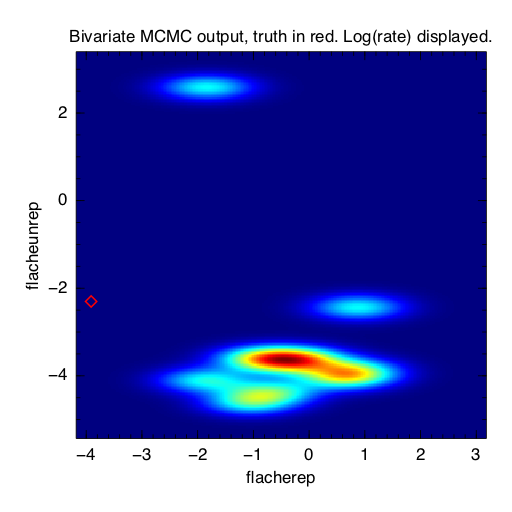 Bivariate MCMC output, truth in red. Log(rate) displayed.
2
0
−2
−4
flacheunrep
−4 −3 −2 −1 0 1 2 3
flacherep